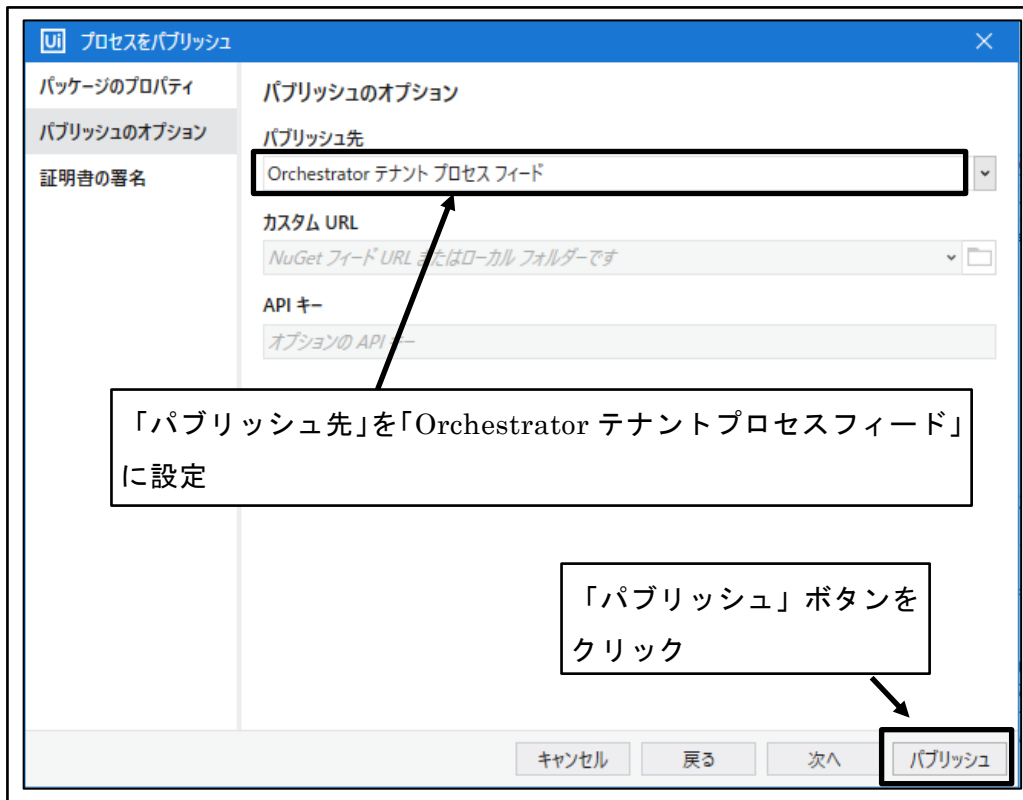 Ui プロセスをパブリッシュ
パッケージのプロパティ
パブリッシュのオプション
証明書の署名
パブリッシュのオプション
パブリッシュ先
Orchestrator テナント プロセス フィード
カスタム URL
NuGet フィード URL またはローカル フォルダーです
API キー
オプションの API キー
「パブリッシュ先」を「Orchestrator テナントプロセスフィード」
に設定
「パブリッシュ」ボタンを
クリック
キャンセル
戻る
次へ
パブリッシュ